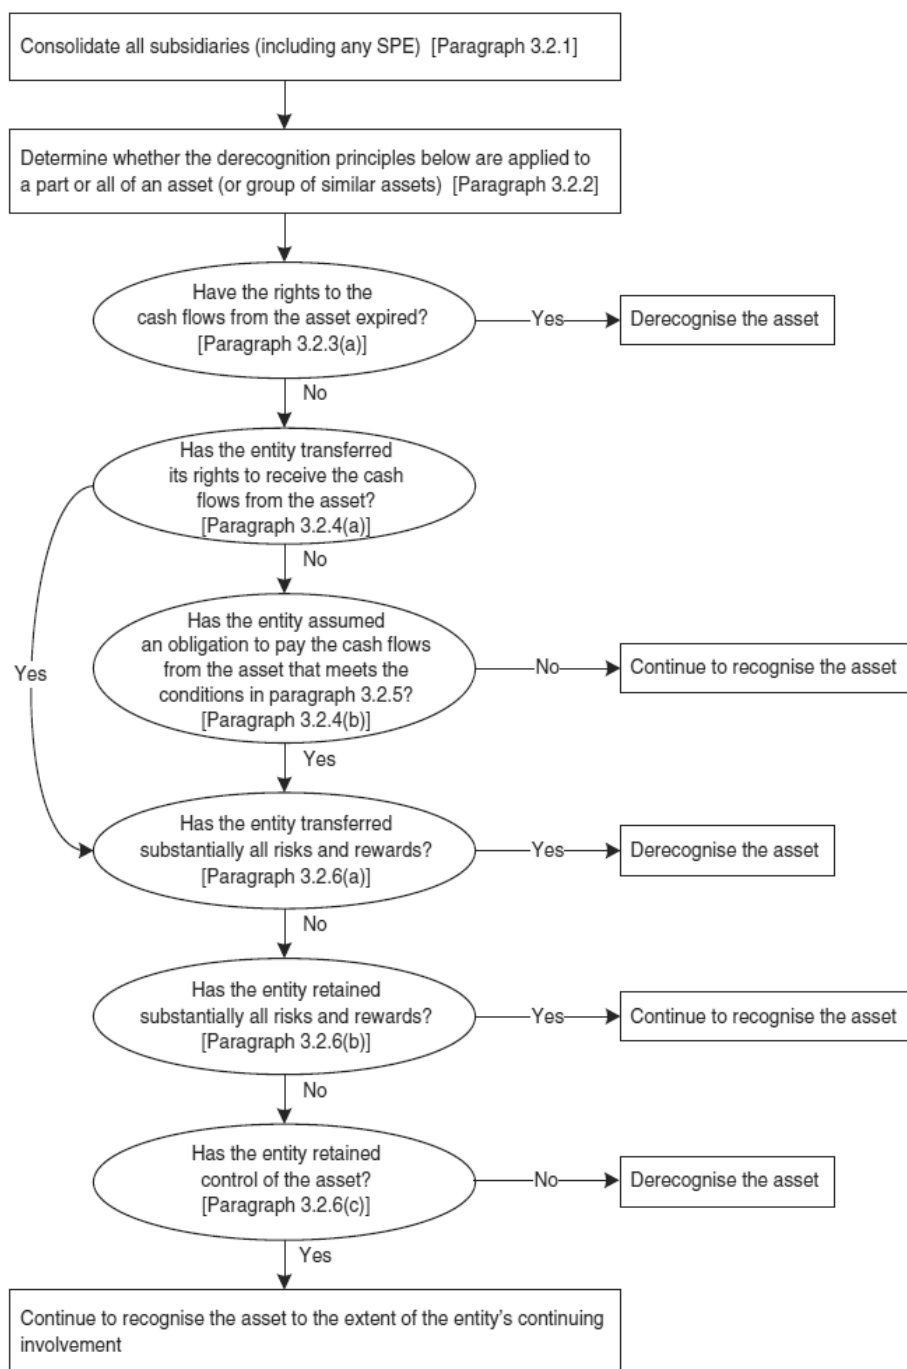 Consolidate all subsidiaries (including any SPE) [Paragraph 3.2.1]
Determine whether the derecognition principles below are applied to
a part or all of an asset (or group of similar assets) [Paragraph 3.2.2]
Have the rights to the
cash flows from the asset expired?
[Paragraph 3.2.3(a)]
Yes
Derecognise the asset
No
Has the entity transferred
its rights to receive the cash
flows from the asset?
[Paragraph 3.2.4(a)]
No
Has the entity assumed
an obligation to pay the cash flows
from the asset that meets the
conditions in paragraph 3.2.5?
[Paragraph 3.2.4(b)]
No
Continue to recognise the asset
Yes
Yes
Has the entity transferred
substantially all risks and rewards?
[Paragraph 3.2.6(a)]
Yes
Derecognise the asset
No
Has the entity retained
substantially all risks and rewards?
[Paragraph 3.2.6(b)]
Yes
Continue to recognise the asset
No
Has the entity retained
control of the asset?
[Paragraph 3.2.6(c)]
No
Derecognise the asset
Yes
Continue to recognise the asset to the extent of the entity's continuing
involvement